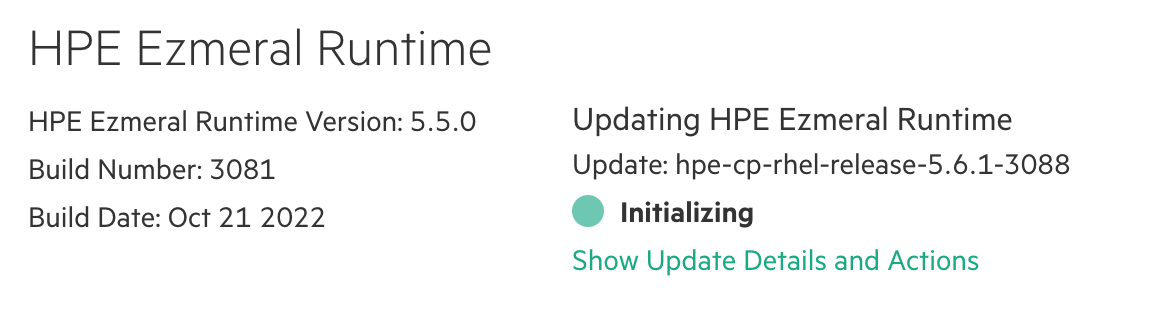 HPE Ezmeral Runtime
HPE Ezmeral Runtime Version: 5.5.0
Build Number: 3081
Build Date: Oct 21 2022
Updating HPE Ezmeral Runtime
Update: hpe-cp-rhel-release-5.6.1-3088
Initializing
Show Update Details and Actions